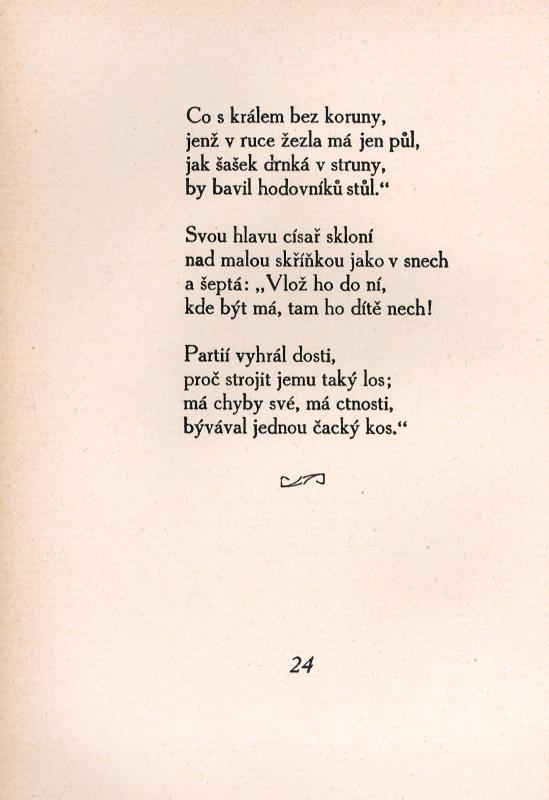 Co s králem bez koruny,
jenž v ruce žezla má jen půl,
jak šašek drnká v struny,
by bavil hodovníků stůl.“

Svou hlavu císař skloní
nad malou skříňkou jako v snech
a šeptá: „Vlož ho do ní,
kde být má, tam ho dítě nech!

Partií vyhrál dosti,
proč strojit jemu taký los;
má chyby své, má ctnosti,
býval jednou čacký kos.“

24